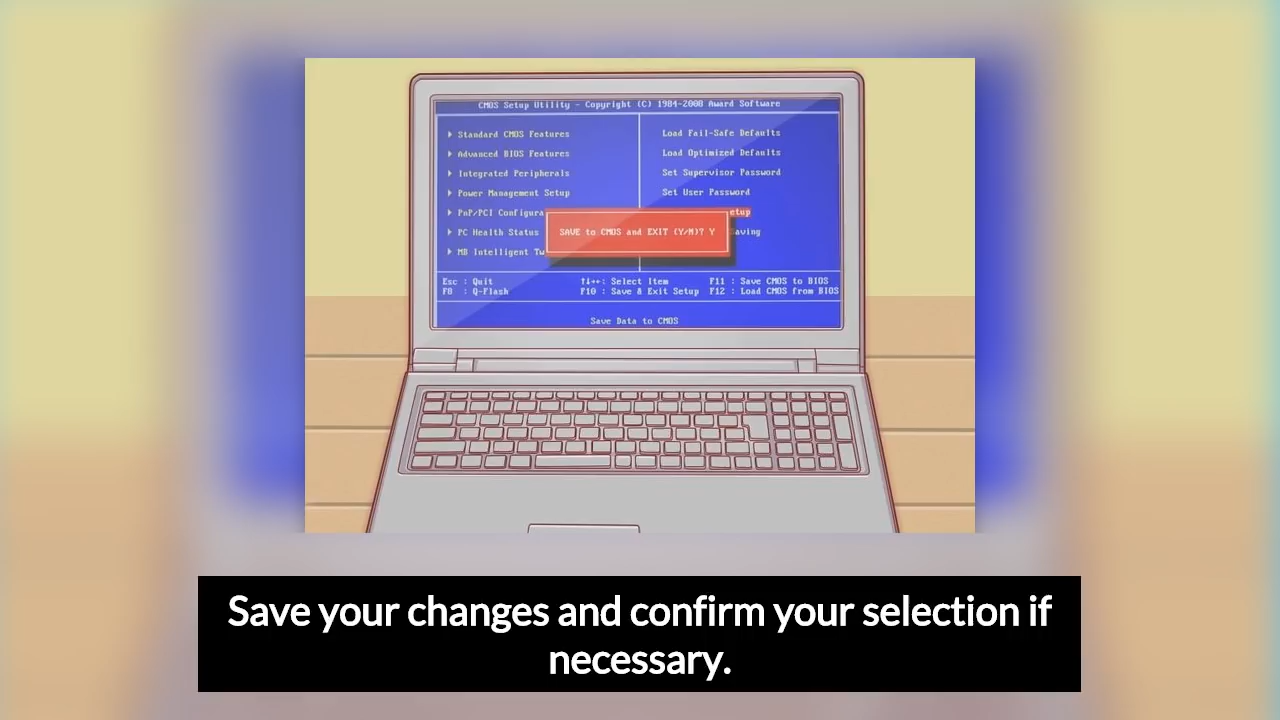 CMOS Setup Utility - Copyright (C) 1984-2008 Award Software
Standard CMOS Features
Advanced BIOS Features
Integrated Peripherals
Power Management Setup
PnP/PCI Configura
PC Health Status
MB Intelligent Tw
Load Fail-Safe Defaults
Load Optimized Defaults
Set Supervisor Password
Set User Password
etup
Saving
SAVE to CMOS and EXIT (Y/N)? Y
Esc : Quit
F8 : Q-Flash
↑↓→←: Select Item
F10 : Save & Exit Setup
F11 : Save CMOS to BIOS
F12 : Load CMOS from BIOS
Save Data to CMOS
Save your changes and confirm your selection if
necessary.